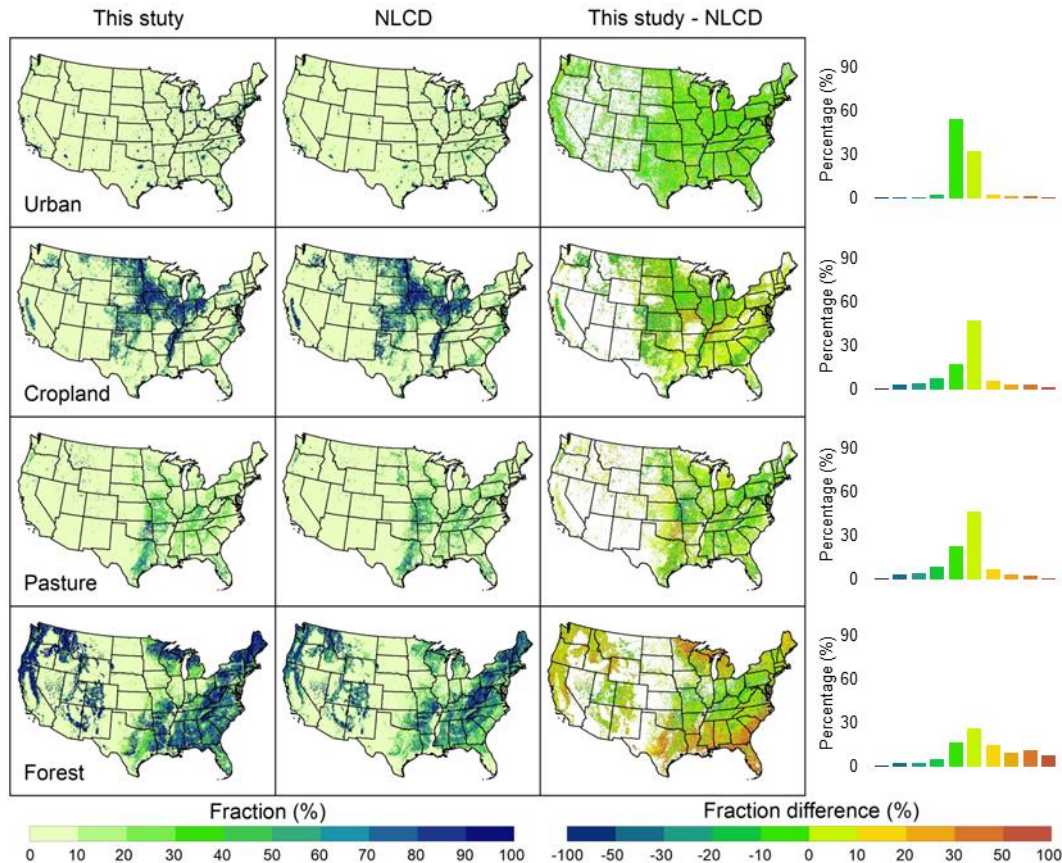 This stuty NLCD This study - NLCD
Urban
Percentage (%)
90
60
30
0
Cropland
Percentage (%)
90
60
30
0
Pasture
Percentage (%)
90
60
30
0
Forest
Percentage (%)
90
60
30
0
Fraction (%)
0 10 20 30 40 50 60 70 80 90 100
Fraction difference (%)
-100 -50 -30 -20 -10 0 10 20 30 50 100